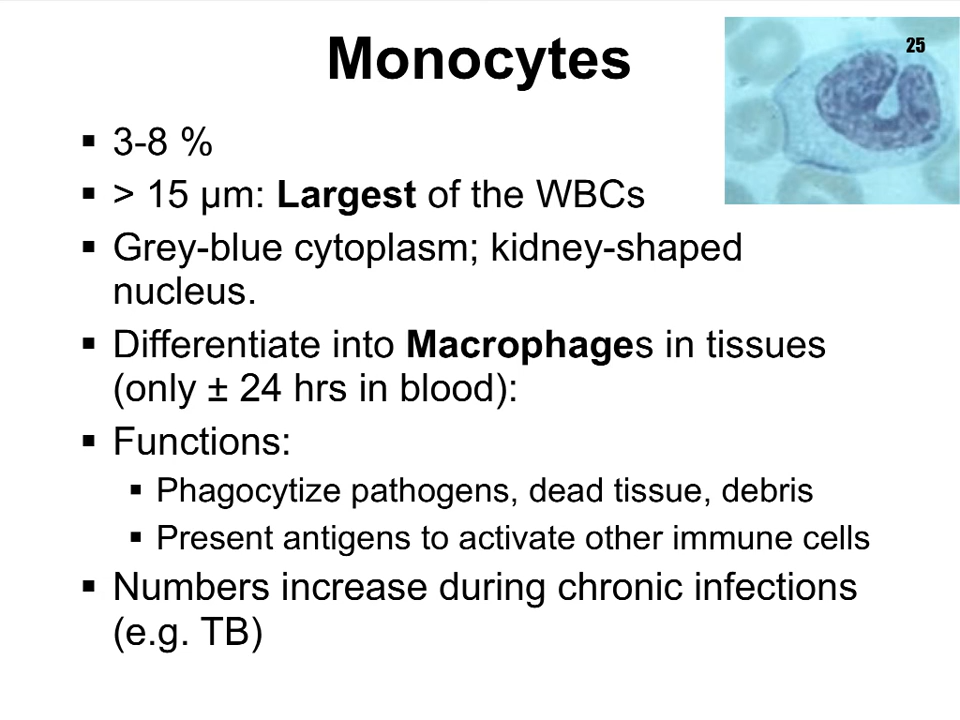 Monocytes
25
▪ 3-8 %
▪ > 15 µm: Largest of the WBCs
▪ Grey-blue cytoplasm; kidney-shaped
nucleus.
▪ Differentiate into Macrophages in tissues
(only ± 24 hrs in blood):
▪ Functions:
▪ Phagocytize pathogens, dead tissue, debris
▪ Present antigens to activate other immune cells
▪ Numbers increase during chronic infections
(e.g. TB)